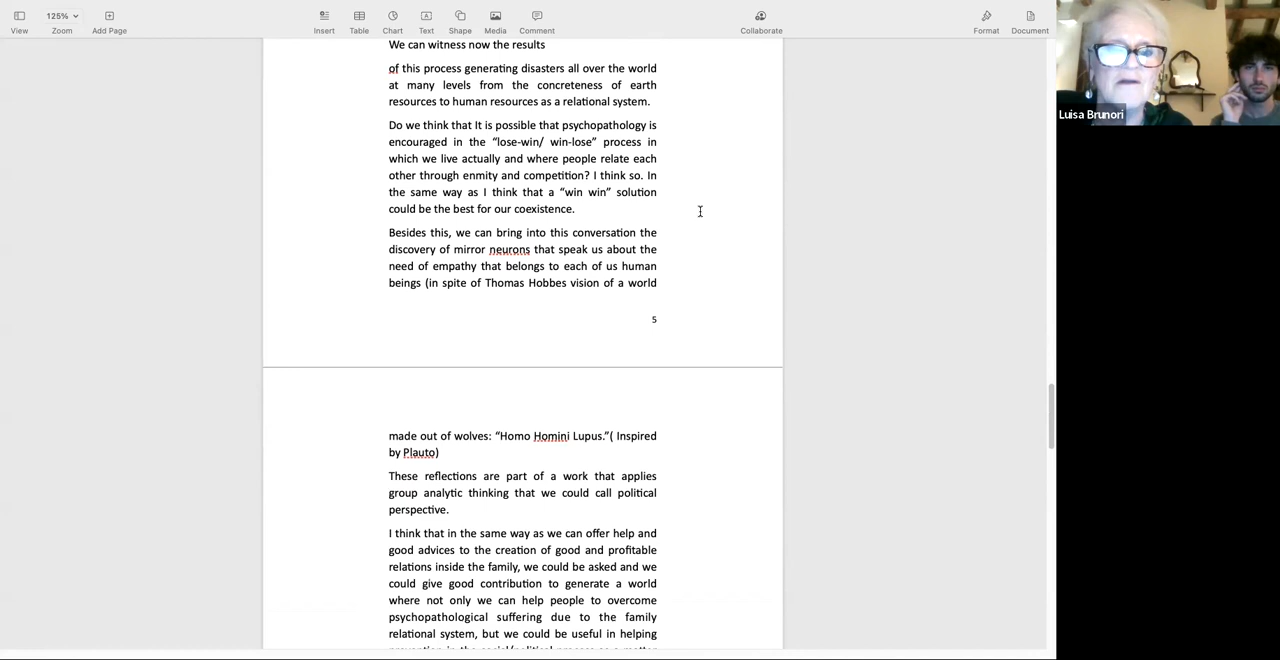 125%
View
Zoom
Add Page
Insert
Table
Chart
Text
Shape
Media
Comment
Collaborate
Format
Document
Luisa Brunori
We can witness now the results
of this process generating disasters all over the world
at many levels from the concreteness of earth
resources to human resources as a relational system.
Do we think that It is possible that psychopathology is
encouraged in the “lose-win/ win-lose” process in
which we live actually and where people relate each
other through enmity and competition? I think so. In
the same way as I think that a “win win” solution
could be the best for our coexistence.
Besides this, we can bring into this conversation the
discovery of mirror neurons that speak us about the
need of empathy that belongs to each of us human
beings (in spite of Thomas Hobbes vision of a world
5
made out of wolves: “Homo Homini Lupus.”( Inspired
by Plauto)
These reflections are part of a work that applies
group analytic thinking that we could call political
perspective.
I think that in the same way as we can offer help and
good advices to the creation of good and profitable
relations inside the family, we could be asked and we
could give good contribution to generate a world
where not only we can help people to overcome
psychopathological suffering due to the family
relational system, but we could be useful in helping